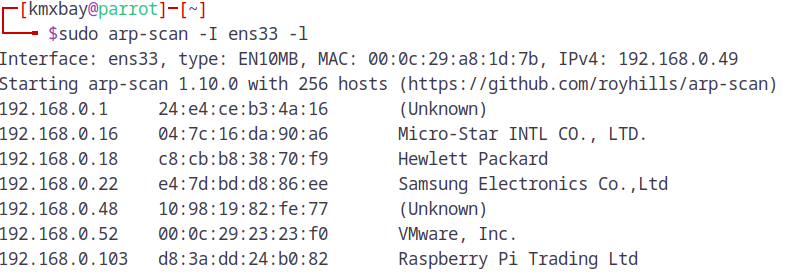 [kmxbay@parrot]-[~]
$sudo arp-scan -I ens33 -l
Interface: ens33, type: EN10MB, MAC: 00:0c:29:a8:1d:7b, IPv4: 192.168.0.49
Starting arp-scan 1.10.0 with 256 hosts (https://github.com/royhills/arp-scan)
192.168.0.1 24:e4:ce:b3:4a:16 (Unknown)
192.168.0.16 04:7c:16:da:90:a6 Micro-Star INTL CO., LTD.
192.168.0.18 c8:cb:b8:38:70:f9 Hewlett Packard
192.168.0.22 e4:7d:bd:d8:86:ee Samsung Electronics Co.,Ltd
192.168.0.48 10:98:19:82:fe:77 (Unknown)
192.168.0.52 00:0c:29:23:23:f0 VMware, Inc.
192.168.0.103 d8:3a:dd:24:b0:82 Raspberry Pi Trading Ltd